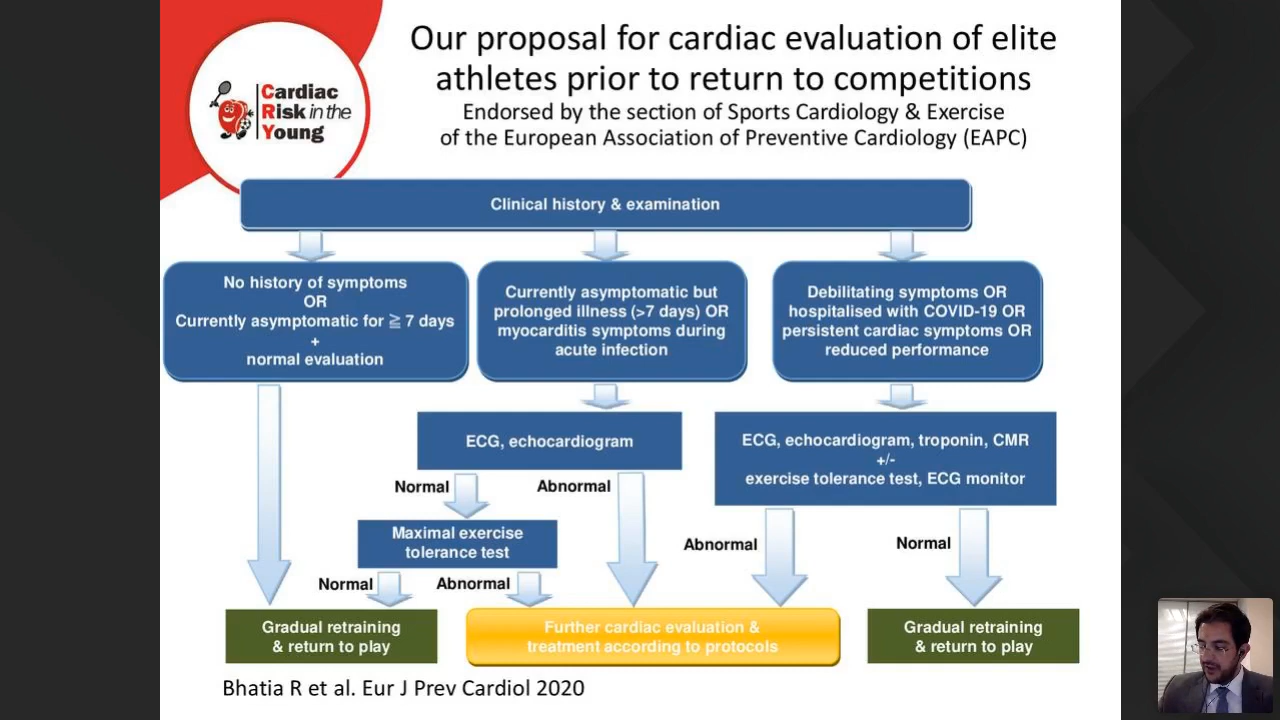 Cardiac
Risk in the
Young
Our proposal for cardiac evaluation of elite
athletes prior to return to competitions
Endorsed by the section of Sports Cardiology & Exercise
of the European Association of Preventive Cardiology (EAPC)
Clinical history & examination
No history of symptoms
OR
Currently asymptomatic for ≧ 7 days
+
normal evaluation
Currently asymptomatic but
prolonged illness (>7 days) OR
myocarditis symptoms during
acute infection
Debilitating symptoms OR
hospitalised with COVID-19 OR
persistent cardiac symptoms OR
reduced performance
ECG, echocardiogram
ECG, echocardiogram, troponin, CMR
+/-
exercise tolerance test, ECG monitor
Normal
Abnormal
Maximal exercise
tolerance test
Abnormal
Normal
Normal
Abnormal
Gradual retraining
& return to play
Further cardiac evaluation &
treatment according to protocols
Gradual retraining
& return to play
Bhatia R et al. Eur J Prev Cardiol 2020